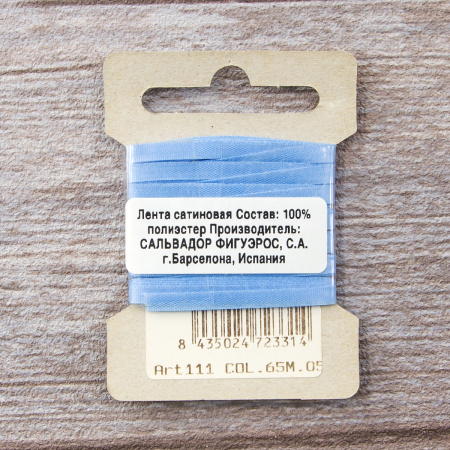 Лента сатиновая Состав: 100%
полиэстер Производитель:
САЛЬВАДОР ФИГУЭРОС, С.А.
г.Барселона, Испания
8 435024 723314
Art111 COL.65M.05